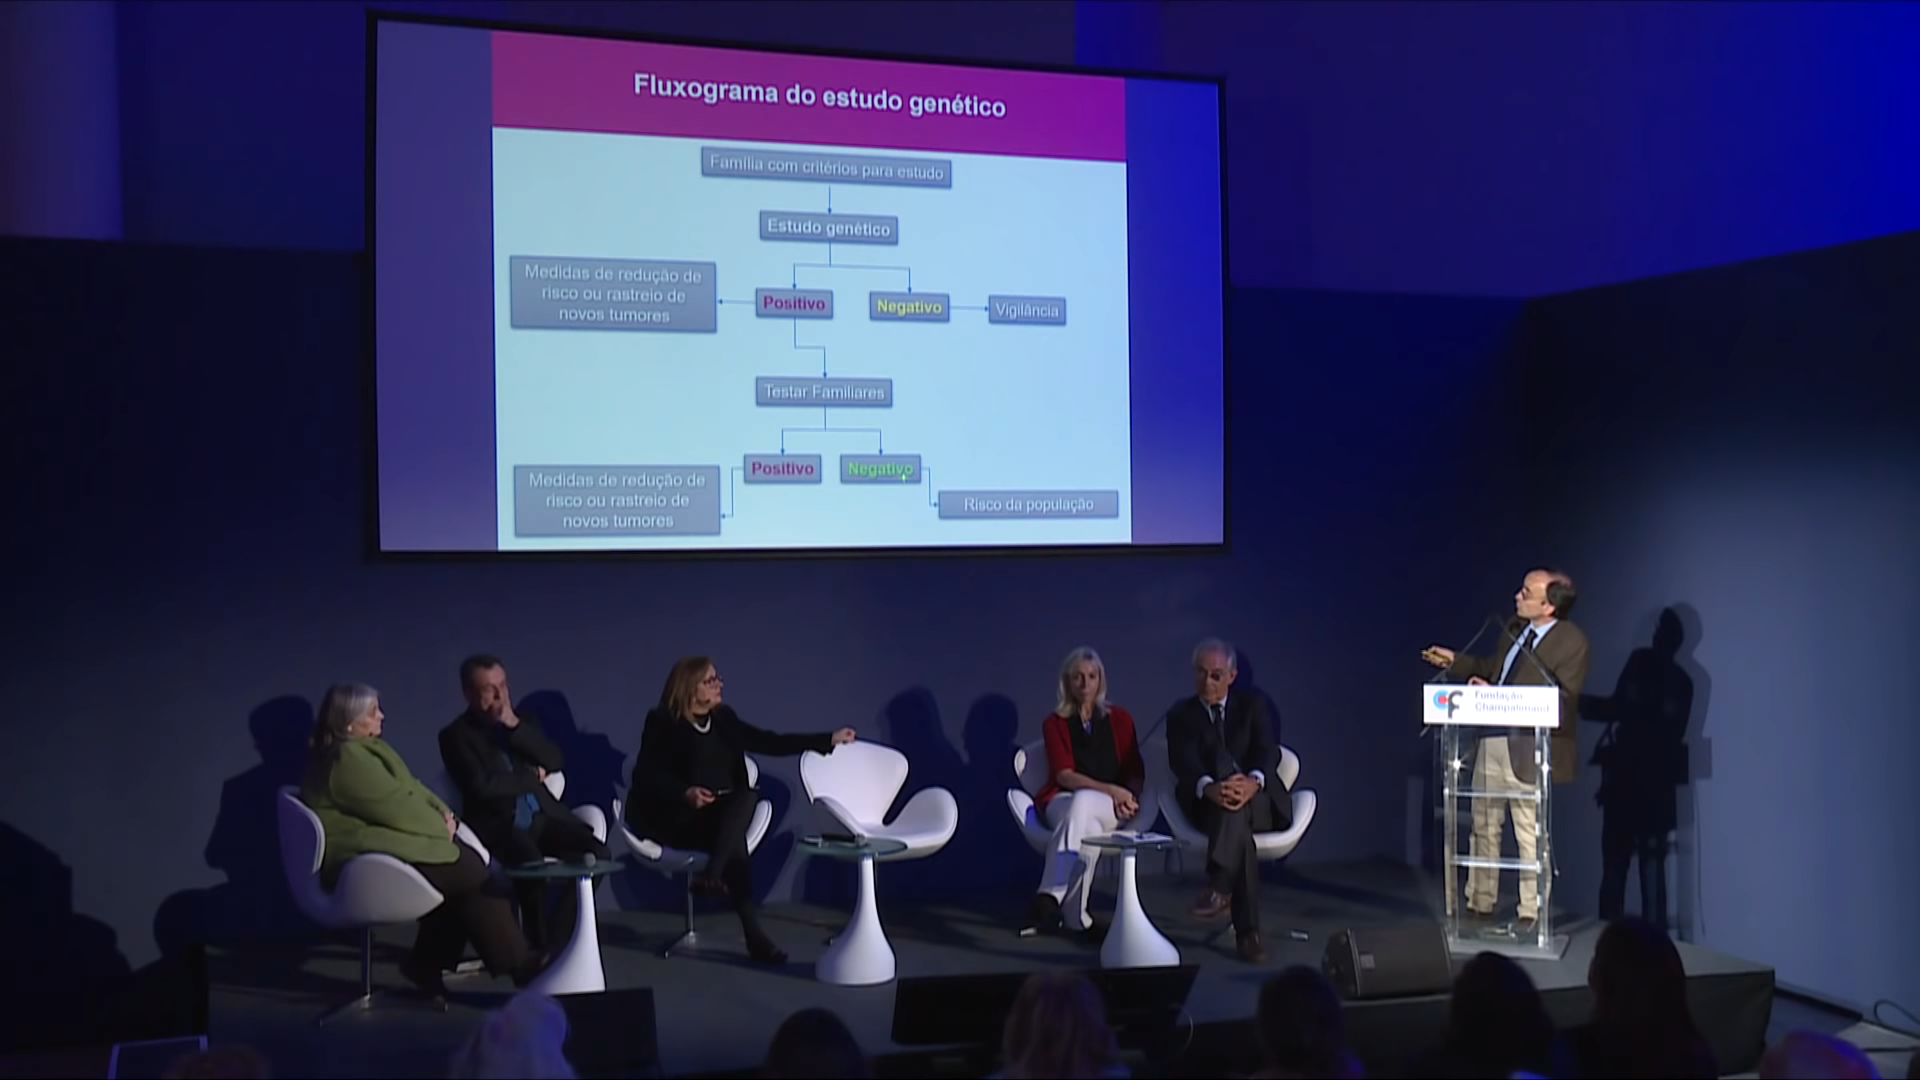 Fluxograma do estudo genético
Família com critérios para estudo
Estudo genético
Medidas de redução de
risco ou rastreio de
novos tumores
Positivo
Negativo
Vigilância
Testar Familiares
Positivo
Negativo
Medidas de redução de
risco ou rastreio de
novos tumores
Risco da população
CF
Fundação
Champalimaud